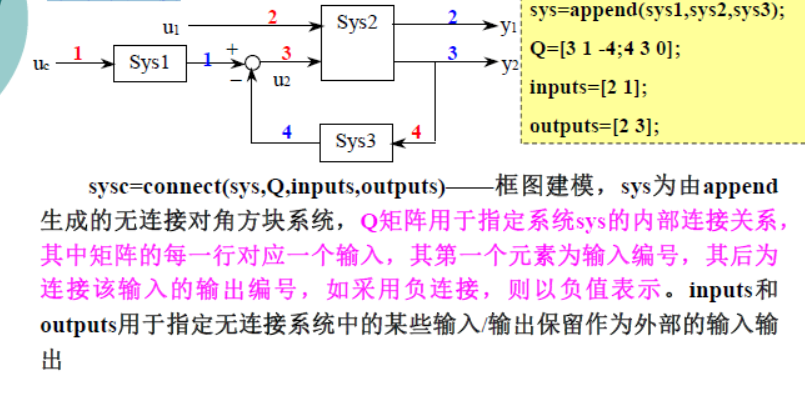 u₁
2
Sys2
2
y₁
uc
1
Sys1
1
+
−
3
u₂
3
y₂
4
Sys3
4
sys=append(sys1,sys2,sys3);
Q=[3 1 -4;4 3 0];
inputs=[2 1];
outputs=[2 3];
sysc=connect(sys,Q,inputs,outputs)——框图建模，sys为由append
生成的无连接对角方块系统，Q矩阵用于指定系统sys的内部连接关系，
其中矩阵的每一行对应一个输入，其第一个元素为输入编号，其后为
连接该输入的输出编号，如采用负连接，则以负值表示。inputs和
outputs用于指定无连接系统中的某些输入/输出保留作为外部的输入输
出